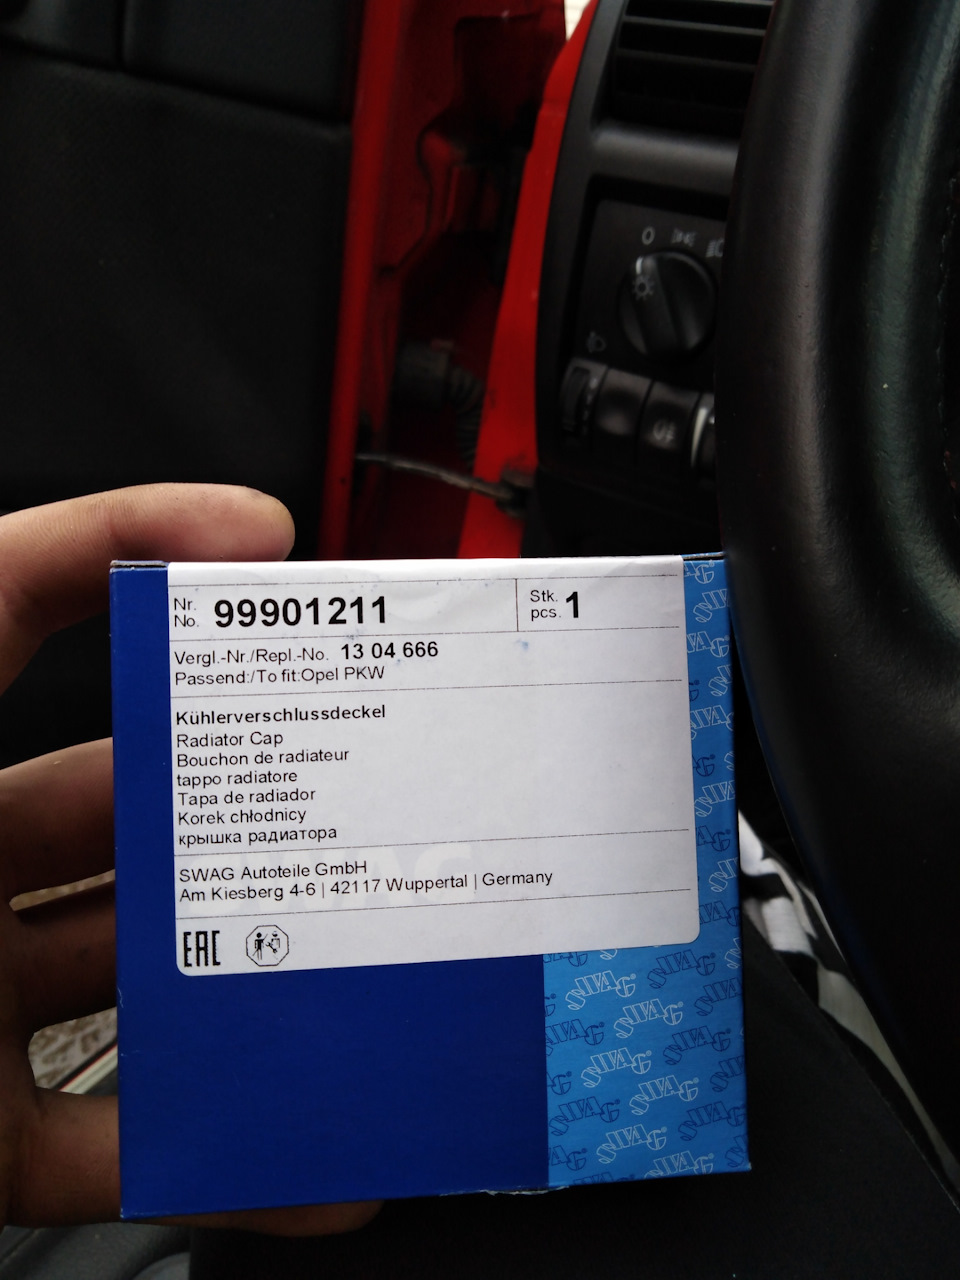 Nr. No. 99901211
Stk. pcs. 1
Vergl.-Nr./Repl.-No. 13 04 666
Passend:/To fit:Opel PKW
Kühlerverschlussdeckel
Radiator Cap
Bouchon de radiateur
tappo radiatore
Tapa de radiador
Korek chłodnicy
крышка радиатора
SWAG Autoteile GmbH
Am Kiesberg 4-6 | 42117 Wuppertal | Germany
EAC
SWAG